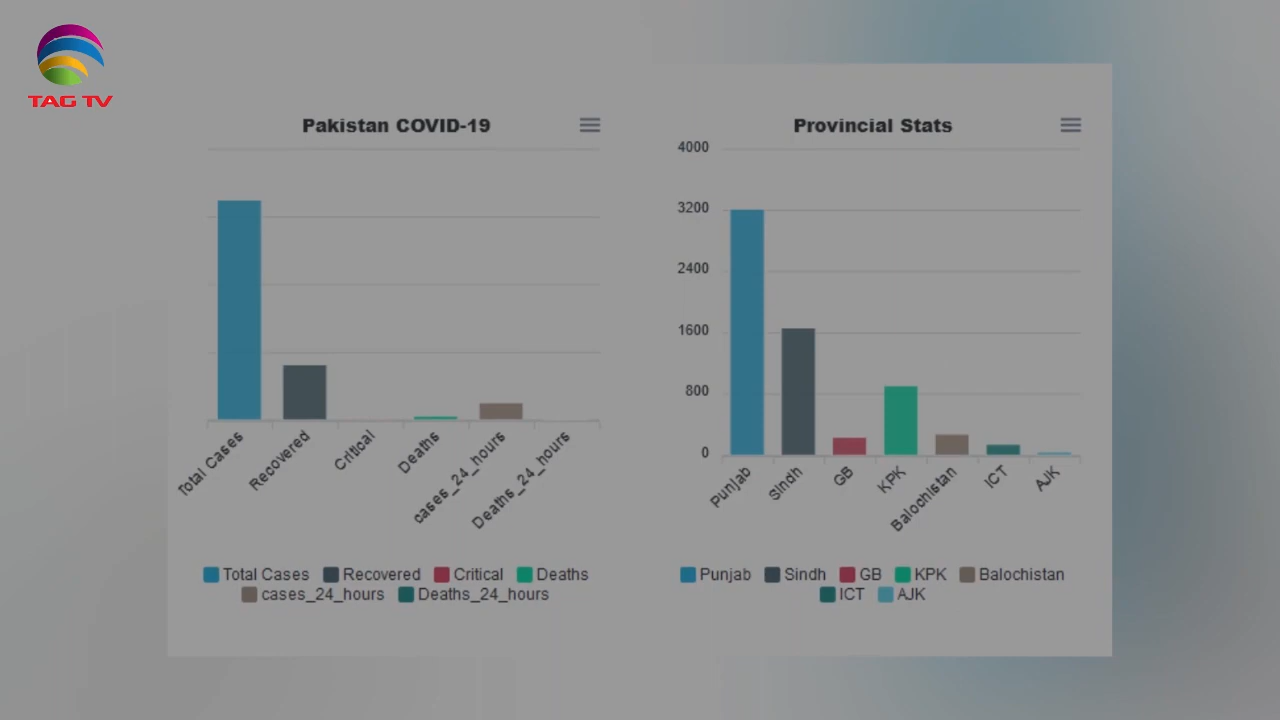 TAG TV
Pakistan COVID-19
Total Cases
Recovered
Critical
Deaths
cases_24_hours
Deaths_24_hours
Total Cases Recovered Critical Deaths
cases_24_hours Deaths_24_hours
Provincial Stats
4000
3200
2400
1600
800
0
Punjab
Sindh
GB
KPK
Balochistan
ICT
AJK
Punjab Sindh GB KPK Balochistan
ICT AJK